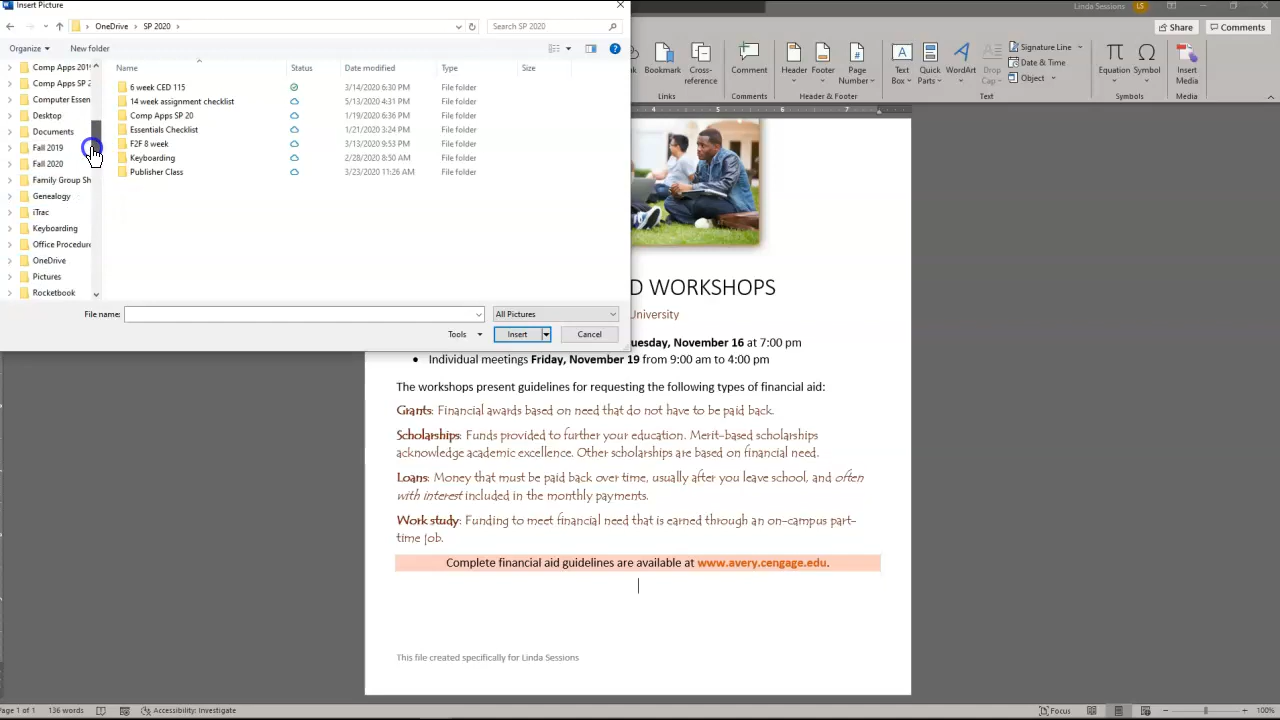 Insert Picture
Linda Sessions LS
OneDrive › SP 2020 ›
Search SP 2020
Share
Comments
Organize
New folder
Name
Status
Date modified
Type
Size
Comp Apps 201
Comp Apps SP 2
Computer Essen
Desktop
Documents
Fall 2019
Fall 2020
Family Group Sh
Genealogy
iTrac
Keyboarding
Office Procedure
OneDrive
Pictures
Rocketbook
6 week CED 115 3/14/2020 6:30 PM File folder
14 week assignment checklist 5/13/2020 4:31 PM File folder
Comp Apps SP 20 1/19/2020 6:36 PM File folder
Essentials Checklist 1/21/2020 3:24 PM File folder
F2F 8 week 3/13/2020 9:53 PM File folder
Keyboarding 2/28/2020 8:50 AM File folder
Publisher Class 3/23/2020 11:26 AM File folder
File name:
All Pictures
Tools
Insert
Cancel
Bookmark
Cross-reference
Links
Comment
Comments
Header
Footer
Page Number
Header & Footer
Text Box
Quick Parts
WordArt
Drop Cap
Signature Line
Date & Time
Object
Text
Equation
Symbol
Symbols
Insert Media
Media
4 5 6 7
D WORKSHOPS
University
uesday, November 16 at 7:00 pm
• Individual meetings Friday, November 19 from 9:00 am to 4:00 pm
The workshops present guidelines for requesting the following types of financial aid:
Grants: Financial awards based on need that do not have to be paid back.
Scholarships: Funds provided to further your education. Merit-based scholarships
acknowledge academic excellence. Other scholarships are based on financial need.
Loans: Money that must be paid back over time, usually after you leave school, and often
with interest included in the monthly payments.
Work study: Funding to meet financial need that is earned through an on-campus part-
time job.
Complete financial aid guidelines are available at www.avery.cengage.edu.
This file created specifically for Linda Sessions
Page 1 of 1
136 words
Accessibility: Investigate
Focus
100%